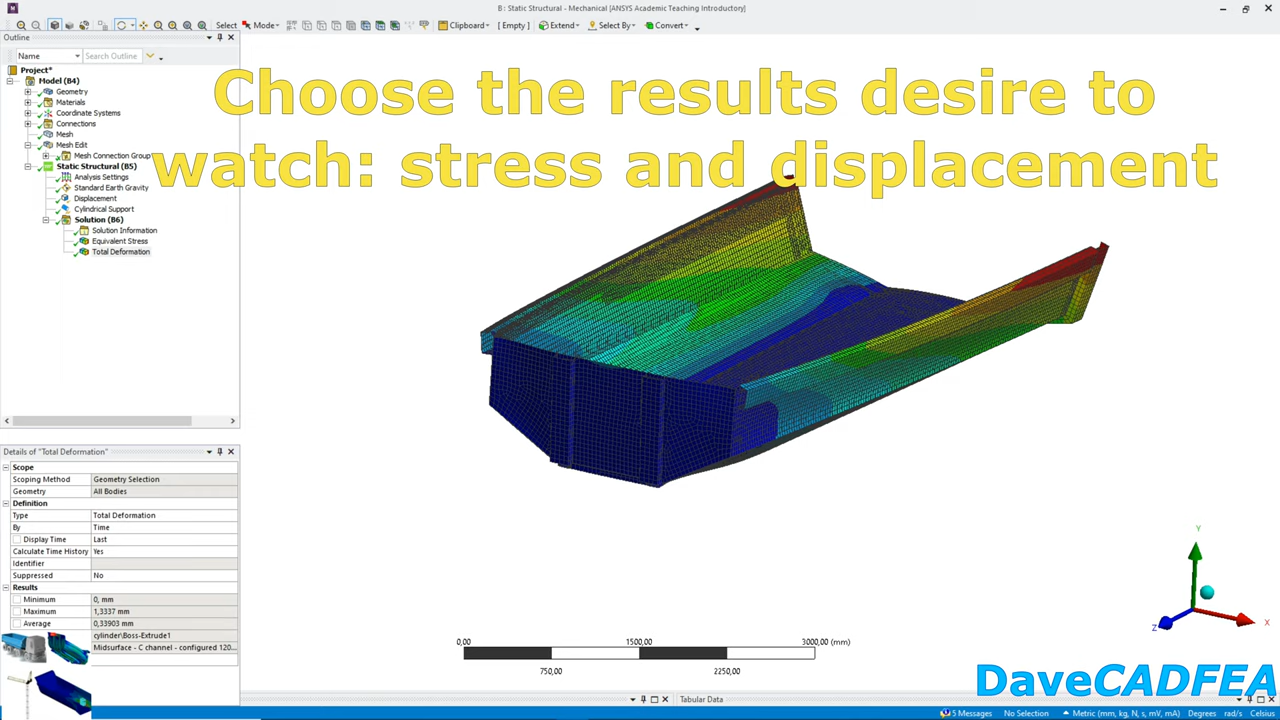 B : Static Structural - Mechanical [ANSYS Academic Teaching Introductory]
Select Mode Clipboard [ Empty ] Extend Select By Convert
Outline
Name Search Outline
Project*
Model (B4)
Geometry
Materials
Coordinate Systems
Connections
Mesh
Mesh Edit
Mesh Connection Group
Static Structural (B5)
Analysis Settings
Standard Earth Gravity
Displacement
Cylindrical Support
Solution (B6)
Solution Information
Equivalent Stress
Total Deformation
Choose the results desire to
watch: stress and displacement
Details of "Total Deformation"
Scope
Scoping Method Geometry Selection
Geometry All Bodies
Definition
Type Total Deformation
By Time
Display Time Last
Calculate Time History Yes
Identifier
Suppressed No
Results
Minimum 0, mm
Maximum 1,3337 mm
Average 0,33903 mm
cylinder\Boss-Extrude1
Midsurface - C channel - configured 120...
0,00 1500,00 3000,00 (mm)
750,00 2250,00
Y
X
Z
DaveCADFEA
Tabular Data
5 Messages No Selection Metric (mm, kg, N, s, mV, mA) Degrees rad/s Celsius